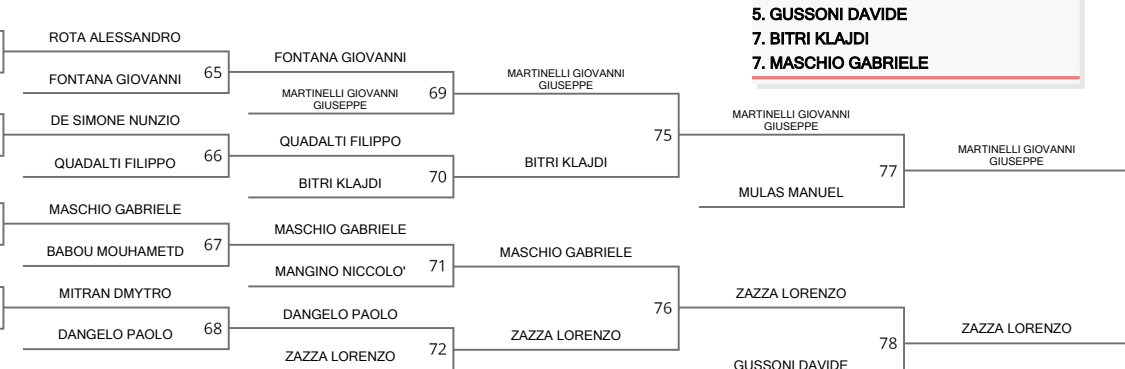 5. GUSSONI DAVIDE
7. BITRI KLAJDI
7. MASCHIO GABRIELE
ROTA ALESSANDRO
FONTANA GIOVANNI
65
DE SIMONE NUNZIO
QUADALTI FILIPPO
66
MASCHIO GABRIELE
BABOU MOUHAMETD
67
MITRAN DMYTRO
DANGELO PAOLO
68
FONTANA GIOVANNI
MARTINELLI GIOVANNI
GIUSEPPE
69
QUADALTI FILIPPO
BITRI KLAJDI
70
MASCHIO GABRIELE
MANGINO NICCOLO'
71
DANGELO PAOLO
ZAZZA LORENZO
72
MARTINELLI GIOVANNI
GIUSEPPE
BITRI KLAJDI
75
MASCHIO GABRIELE
ZAZZA LORENZO
76
MARTINELLI GIOVANNI
GIUSEPPE
MULAS MANUEL
77
ZAZZA LORENZO
GUSSONI DAVIDE
78
MARTINELLI GIOVANNI
GIUSEPPE
ZAZZA LORENZO